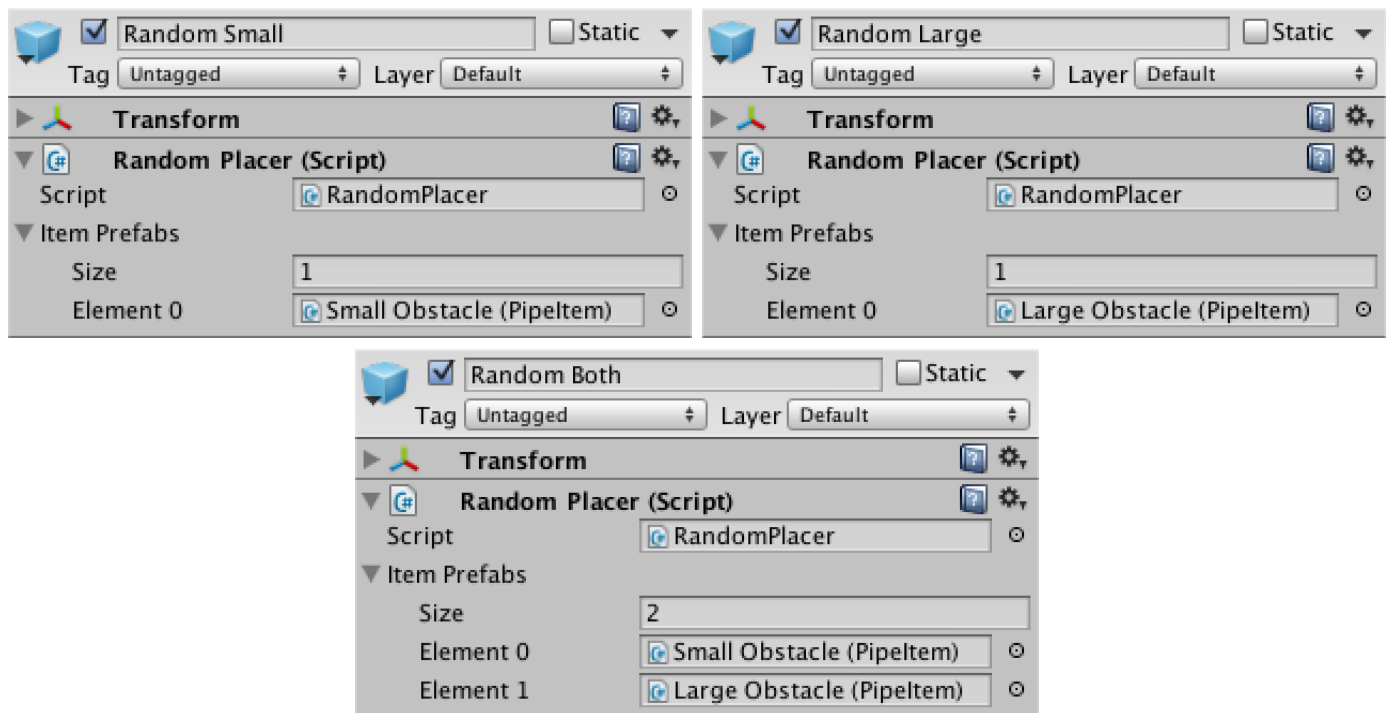 Random Small Static
Tag Untagged Layer Default
Transform
Random Placer (Script)
Script RandomPlacer
Item Prefabs
Size 1
Element 0 Small Obstacle (PipeItem)
Random Large Static
Tag Untagged Layer Default
Transform
Random Placer (Script)
Script RandomPlacer
Item Prefabs
Size 1
Element 0 Large Obstacle (PipeItem)
Random Both Static
Tag Untagged Layer Default
Transform
Random Placer (Script)
Script RandomPlacer
Item Prefabs
Size 2
Element 0 Small Obstacle (PipeItem)
Element 1 Large Obstacle (PipeItem)